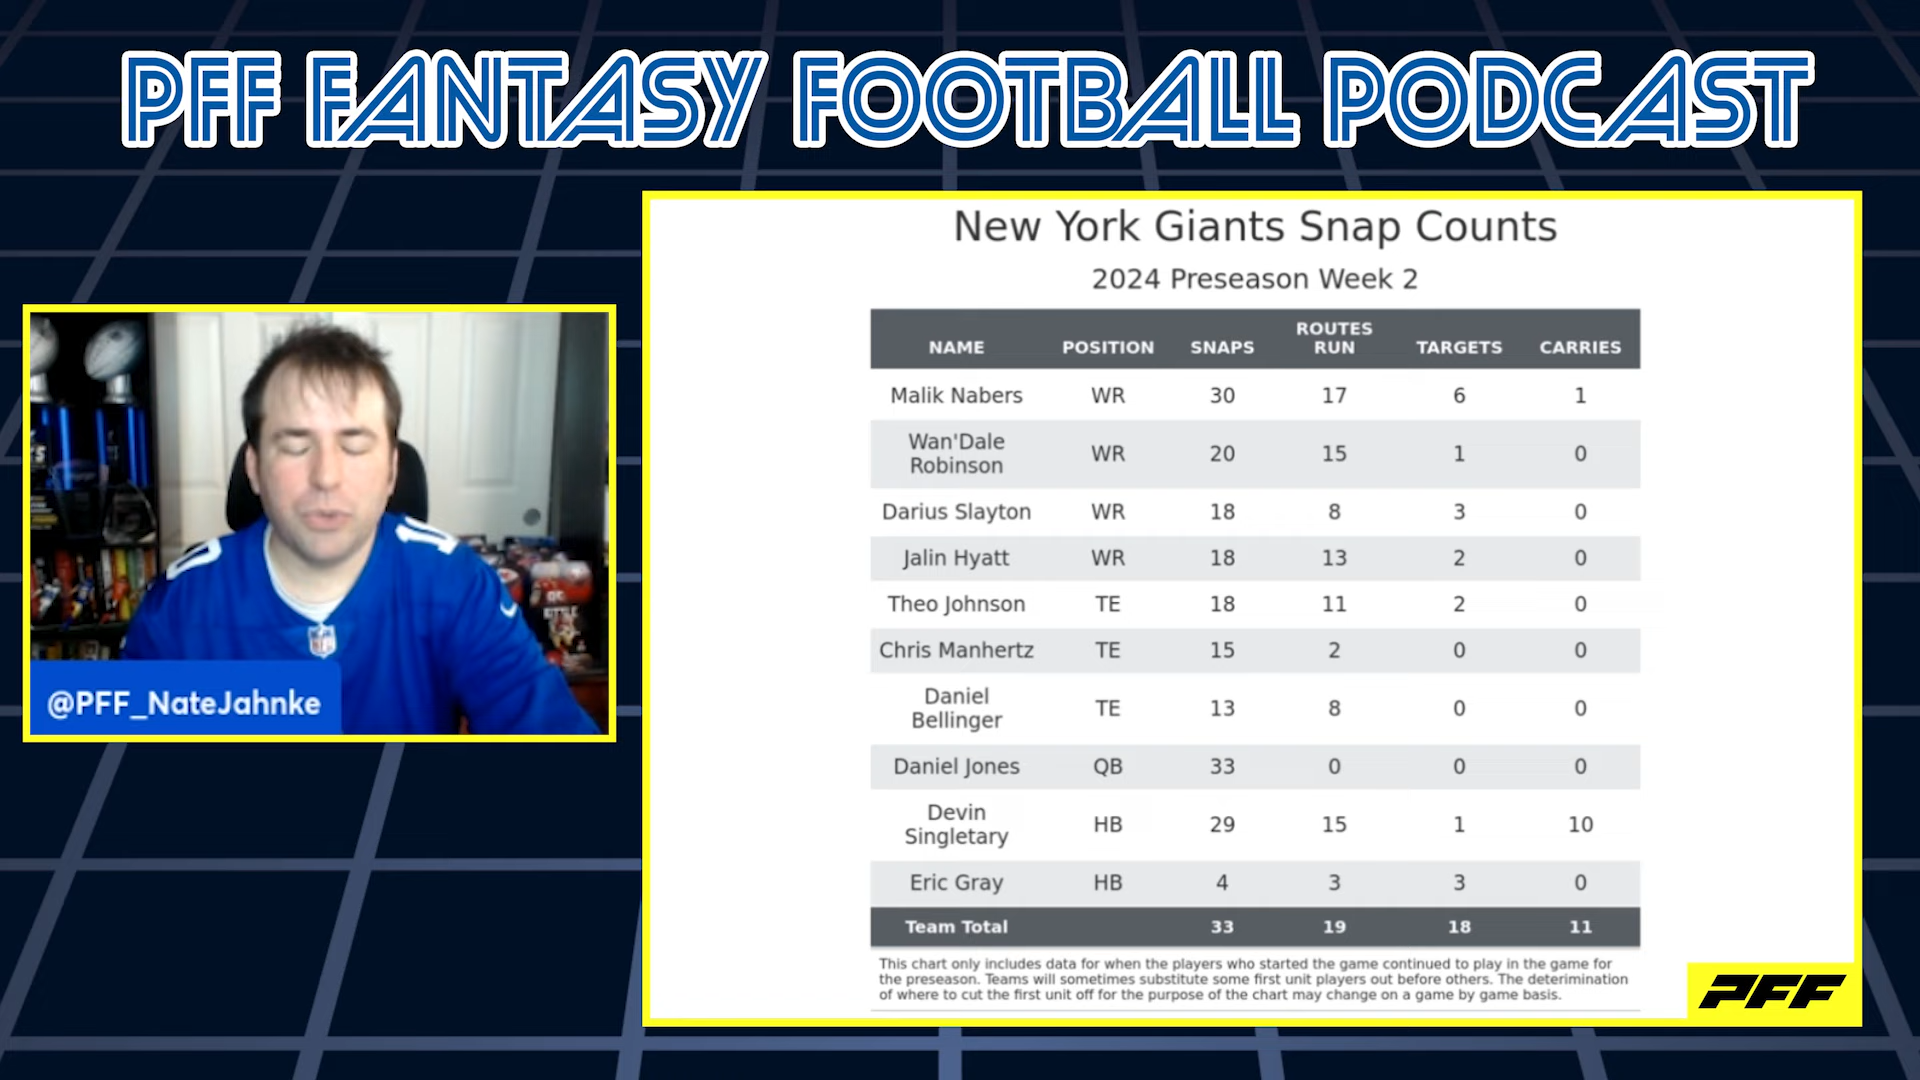 PFF FANTASY FOOTBALL PODCAST
New York Giants Snap Counts
2024 Preseason Week 2
NAME POSITION SNAPS ROUTES RUN TARGETS CARRIES
Malik Nabers WR 30 17 6 1
Wan'Dale Robinson WR 20 15 1 0
Darius Slayton WR 18 8 3 0
Jalin Hyatt WR 18 13 2 0
Theo Johnson TE 18 11 2 0
Chris Manhertz TE 15 2 0 0
Daniel Bellinger TE 13 8 0 0
Daniel Jones QB 33 0 0 0
Devin Singletary HB 29 15 1 10
Eric Gray HB 4 3 3 0
Team Total 33 19 18 11
This chart only includes data for when the players who started the game continued to play in the game for
the preseason. Teams will sometimes substitute some first unit players out before others. The determination
of where to cut the first unit off for the purpose of the chart may change on a game by game basis.
PFF
NFL
@PFF_NateJahnke